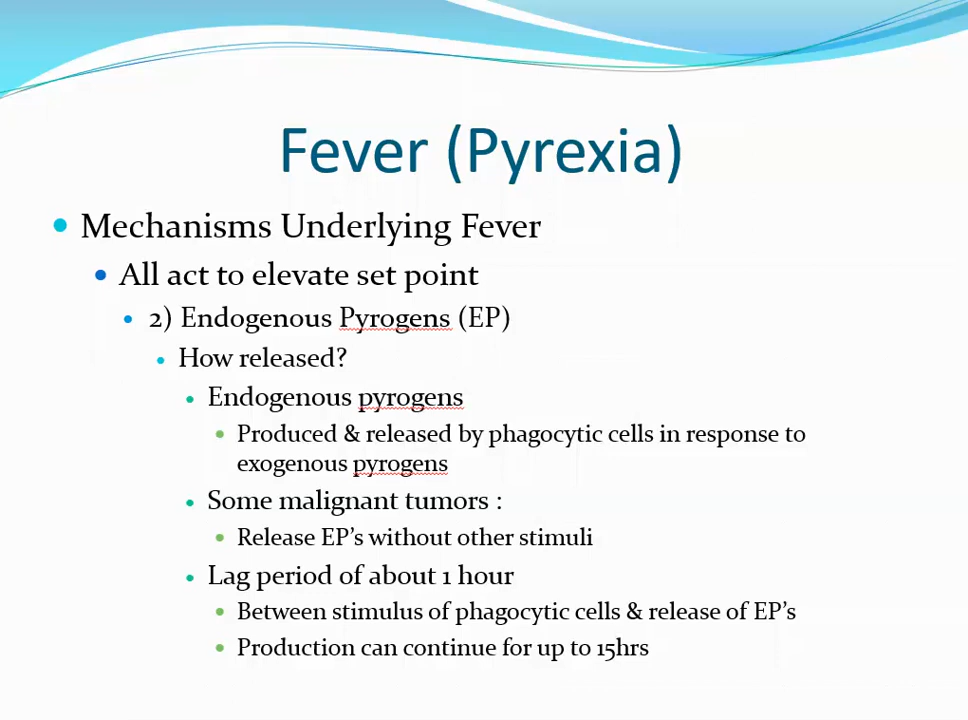 Fever (Pyrexia)
Mechanisms Underlying Fever
All act to elevate set point
2) Endogenous Pyrogens (EP)
How released?
Endogenous pyrogens
Produced & released by phagocytic cells in response to
exogenous pyrogens
Some malignant tumors :
Release EP's without other stimuli
Lag period of about 1 hour
Between stimulus of phagocytic cells & release of EP's
Production can continue for up to 15hrs